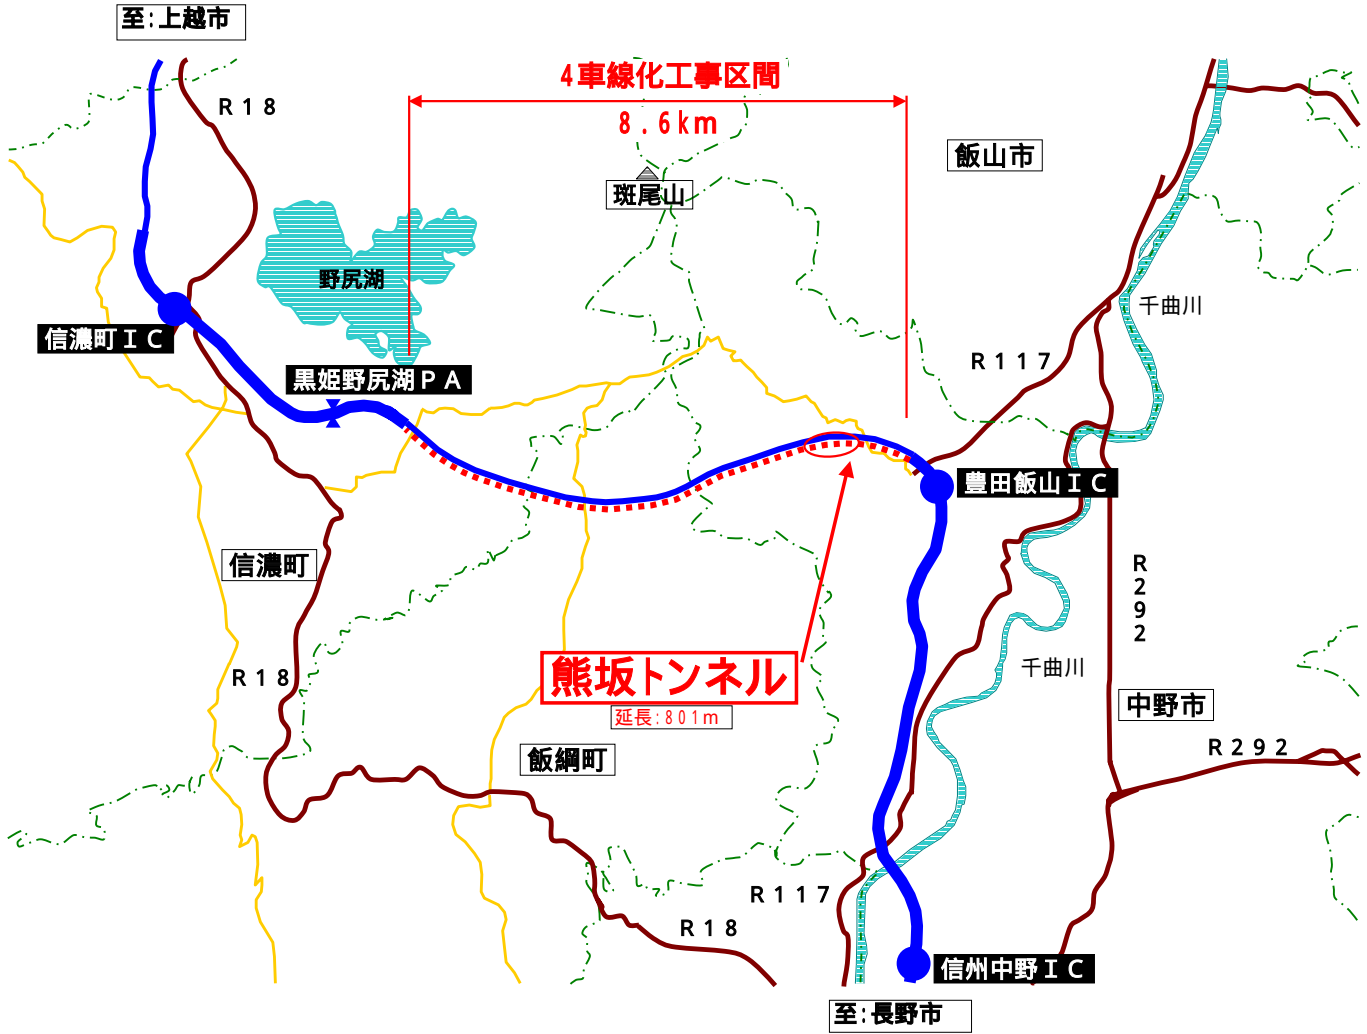 至:上越市
4車線化工事区間
R18
8.6km
飯山市
斑尾山
野尻湖
千曲川
信濃町IC
R117
黒姫野尻湖PA
豊田飯山IC
信濃町
R292
千曲川
R18
熊坂トンネル
延長:801m
中野市
飯綱町
R292
R117
R18
信州中野IC
至:長野市